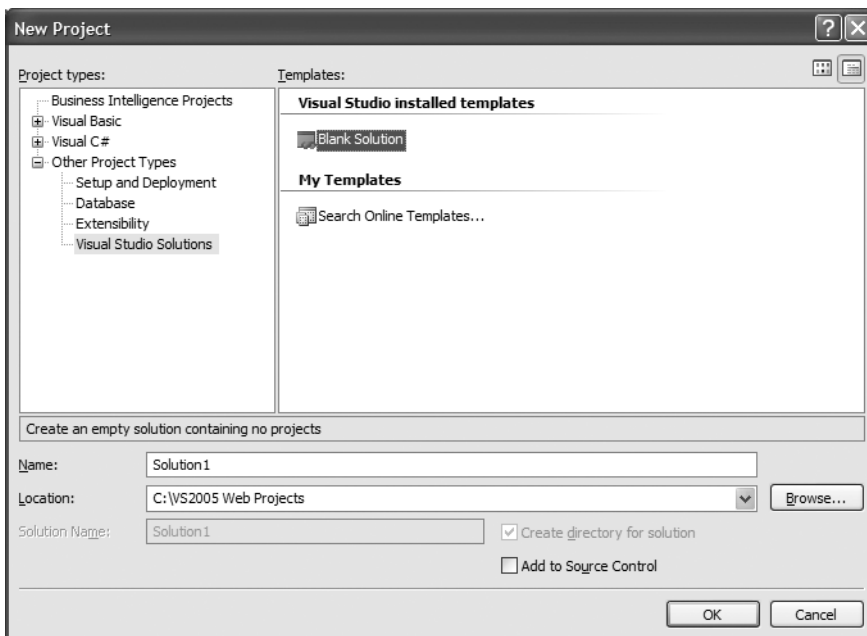 New Project
Project types:
Templates:
Business Intelligence Projects
Visual Basic
Visual C#
Other Project Types
Setup and Deployment
Database
Extensibility
Visual Studio Solutions
Visual Studio installed templates
Blank Solution
My Templates
Search Online Templates...
Create an empty solution containing no projects
Name:
Solution1
Location:
C:\VS2005 Web Projects
Browse...
Solution Name:
Solution1
Create directory for solution
Add to Source Control
OK
Cancel